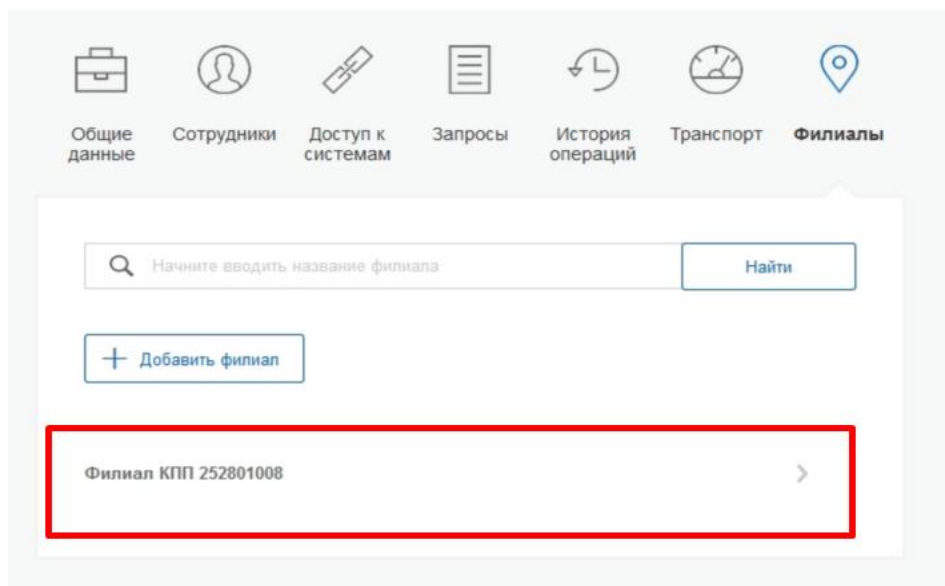 Общие данные
Сотрудники
Доступ к системам
Запросы
История операций
Транспорт
Филиалы
Начните вводить название филиала
Найти
Добавить филиал
Филиал КПП 252801008